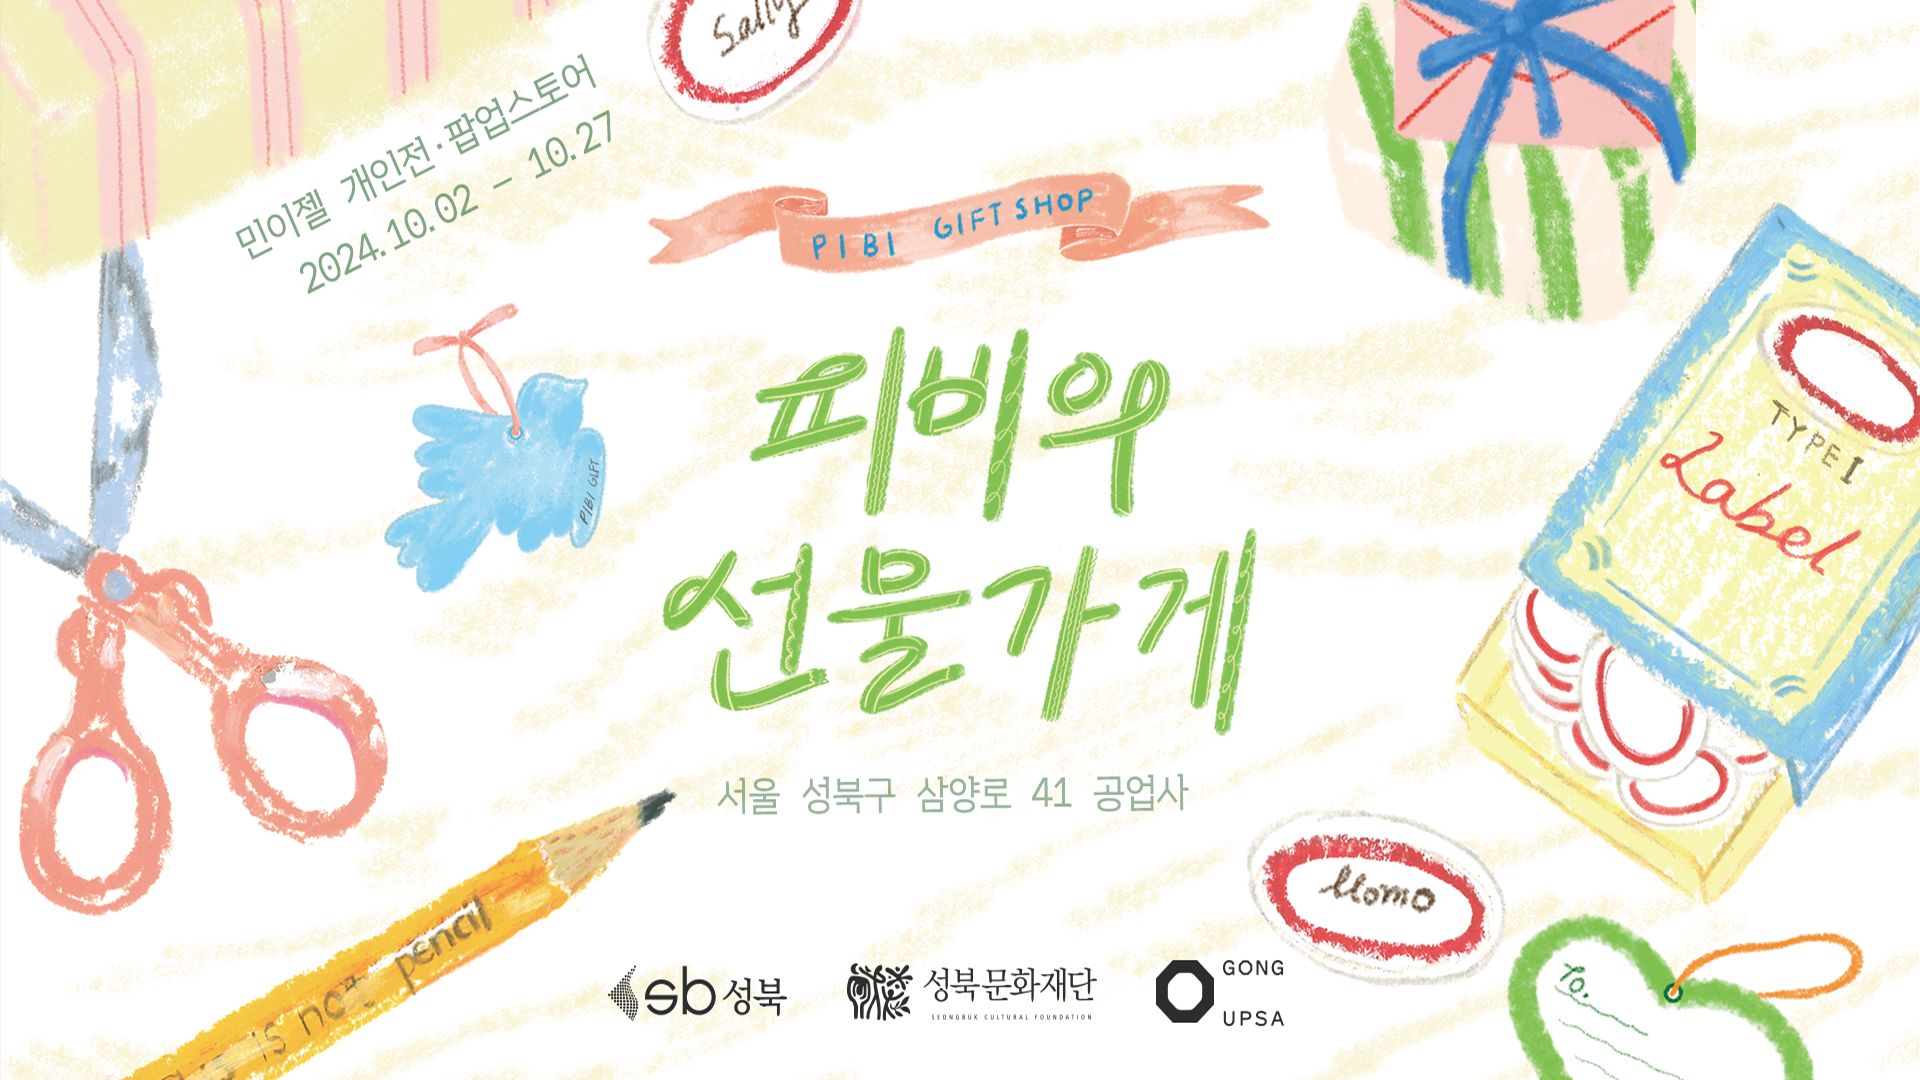 Sally
민이젤 개인전·팝업스토어
2024.10.02 – 10.27
PIBI GIFT SHOP
피비의
선물가게
PIBI GIFT
TYPE I
Label
서울 성북구 삼양로 41 공업사
Momo
is not pencil
To.
sb 성북
성북문화재단
SEONGBUK CULTURAL FOUNDATION
GONG
UPSA